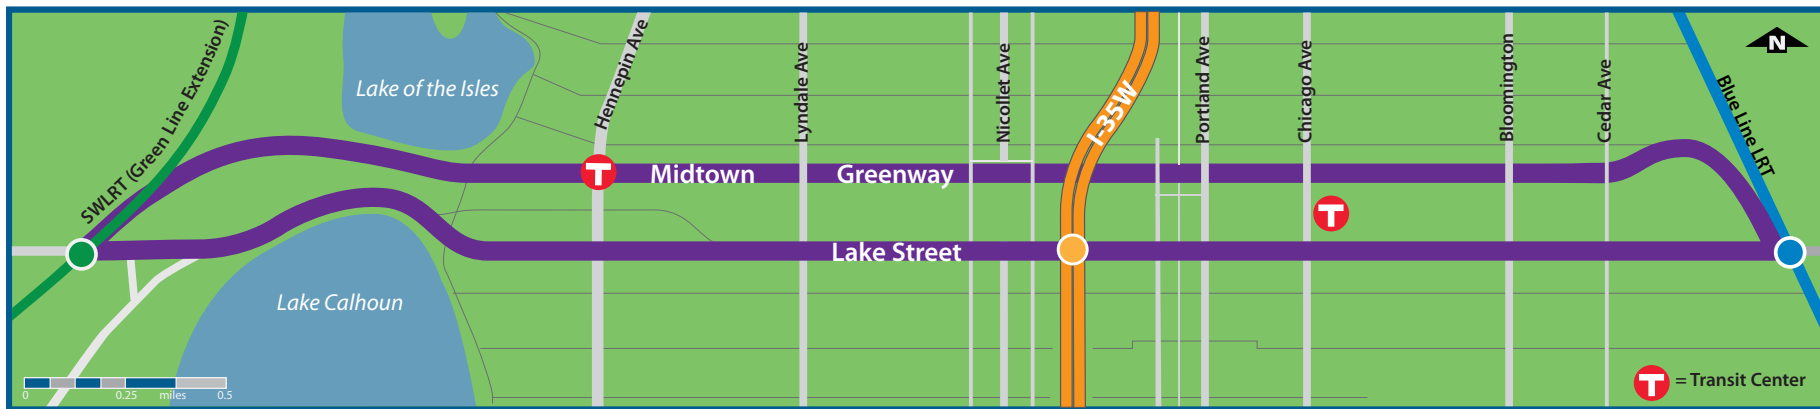 SWLRT (Green Line Extension)
Lake of the Isles
Hennepin Ave
Lyndale Ave
Nicollet Ave
I-35W
Portland Ave
Chicago Ave
Bloomington
Cedar Ave
Blue Line LRT
N
T
Midtown Greenway
T
Lake Street
Lake Calhoun
0 0.25 miles 0.5
T = Transit Center